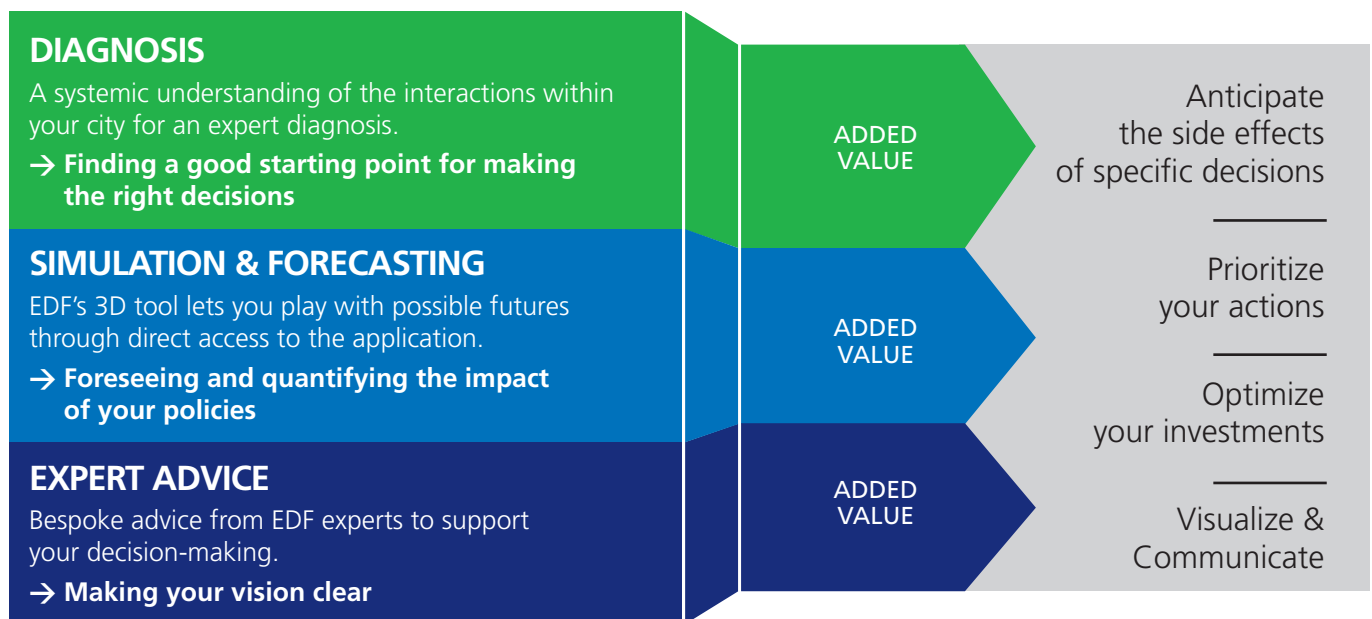 DIAGNOSIS
A systemic understanding of the interactions within
your city for an expert diagnosis.
→ Finding a good starting point for making
the right decisions
SIMULATION & FORECASTING
EDF’s 3D tool lets you play with possible futures
through direct access to the application.
→ Foreseeing and quantifying the impact
of your policies
EXPERT ADVICE
Bespoke advice from EDF experts to support
your decision-making.
→ Making your vision clear
ADDED
VALUE
ADDED
VALUE
ADDED
VALUE
Anticipate
the side effects
of specific decisions
Prioritize
your actions
Optimize
your investments
Visualize &
Communicate